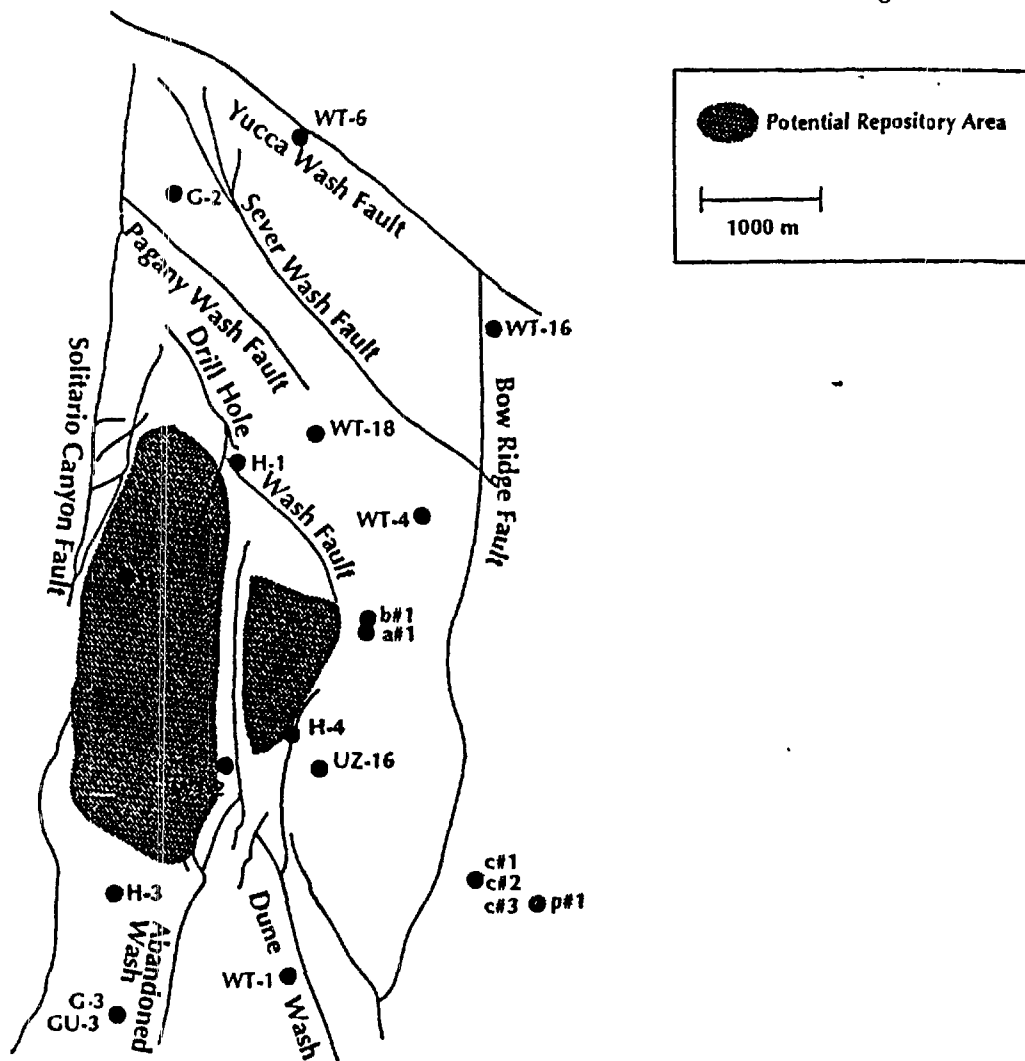 WT-6
Yucca Wash Fault
G-2
Sever Wash Fault
Pagany Wash Fault
WT-16
Drill Hole Wash Fault
Solitario Canyon Fault
Bow Ridge Fault
WT-18
H-1
WT-4
b#1
a#1
H-4
UZ-16
c#1
c#2
c#3
p#1
H-3
Abandoned
Wash
Dune Wash
WT-1
G-3
GU-3
Potential Repository Area
1000 m